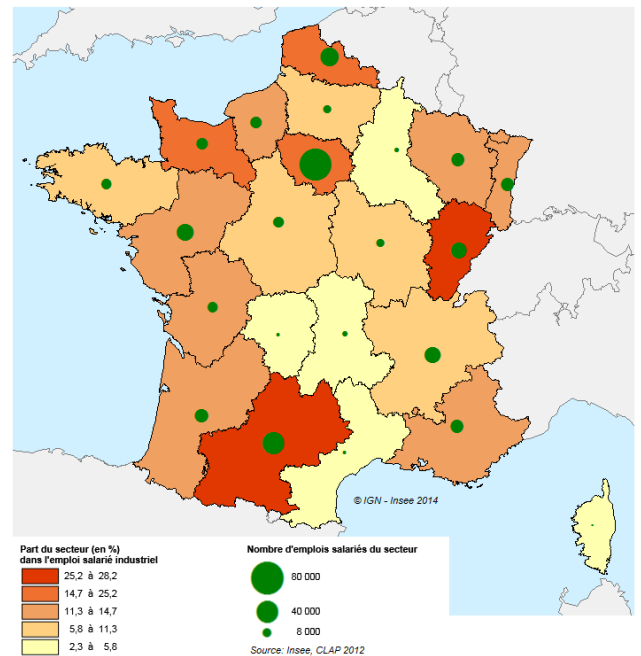 © IGN - Insee 2014
Part du secteur (en %)
dans l'emploi salarié industriel
25,2 à 28,2
14,7 à 25,2
11,3 à 14,7
5,8 à 11,3
2,3 à 5,8
Nombre d'emplois salariés du secteur
80 000
40 000
8 000
Source: Insee, CLAP 2012